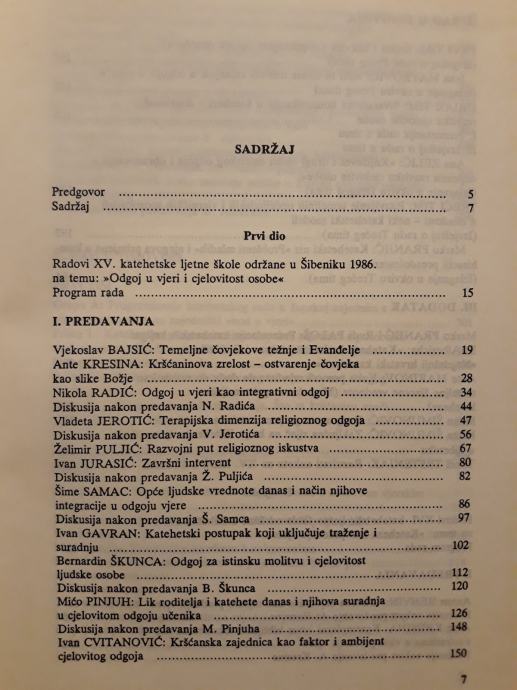 SADRŽAJ
Predgovor ........ 5
Sadržaj ........ 7
Prvi dio
Radovi XV. katehetske ljetne škole održane u Šibeniku 1986.
na temu: »Odgoj u vjeri i cjelovitost osobe«
Program rada ........ 15
I. PREDAVANJA
Vjekoslav BAJSIĆ: Temeljne čovjekove težnje i Evanđelje ........ 19
Ante KRESINA: Kršćaninova zrelost – ostvarenje čovjeka
kao slike Božje ........ 28
Nikola RADIĆ: Odgoj u vjeri kao integrativni odgoj ........ 34
Diskusija nakon predavanja N. Radića ........ 44
Vladeta JEROTIĆ: Terapijska dimenzija religioznog odgoja ........ 47
Diskusija nakon predavanja V. Jerotića ........ 56
Želimir PULJIĆ: Razvojni put religioznog iskustva ........ 67
Ivan JURASIĆ: Završni intervent ........ 80
Diskusija nakon predavanja Ž. Puljića ........ 82
Šime SAMAC: Opće ljudske vrednote danas i način njihove
integracije u odgoju vjere ........ 86
Diskusija nakon predavanja Š. Samca ........ 97
Ivan GAVRAN: Katehetski postupak koji uključuje traženje i
suradnju ........ 102
Bernardin ŠKUNCA: Odgoj za istinsku molitvu i cjelovitost
ljudske osobe ........ 112
Diskusija nakon predavanja B. Škunca ........ 120
Mićo PINJUH: Lik roditelja i katehete danas i njihova suradnja
u cjelovitom odgoju učenika ........ 126
Diskusija nakon predavanja M. Pinjuha ........ 148
Ivan CVITANOVIĆ: Kršćanska zajednica kao faktor i ambijent
cjelovitog odgoja ........ 150
7